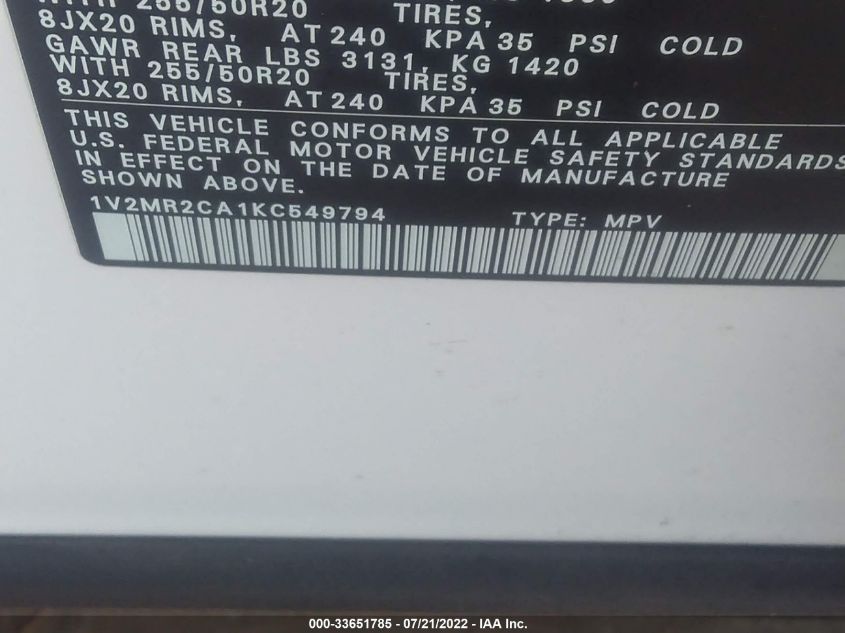 WITH 255/50R20 TIRES,
8JX20 RIMS, AT 240 KPA 35 PSI COLD
GAWR REAR LBS 3131, KG 1420
WITH 255/50R20 TIRES,
8JX20 RIMS, AT 240 KPA 35 PSI COLD
THIS VEHICLE CONFORMS TO ALL APPLICABLE
U.S. FEDERAL MOTOR VEHICLE SAFETY STANDARDS
IN EFFECT ON THE DATE OF MANUFACTURE
SHOWN ABOVE.
1V2MR2CA1KC549794 TYPE: MPV
000-33651785 - 07/21/2022 - IAA Inc.